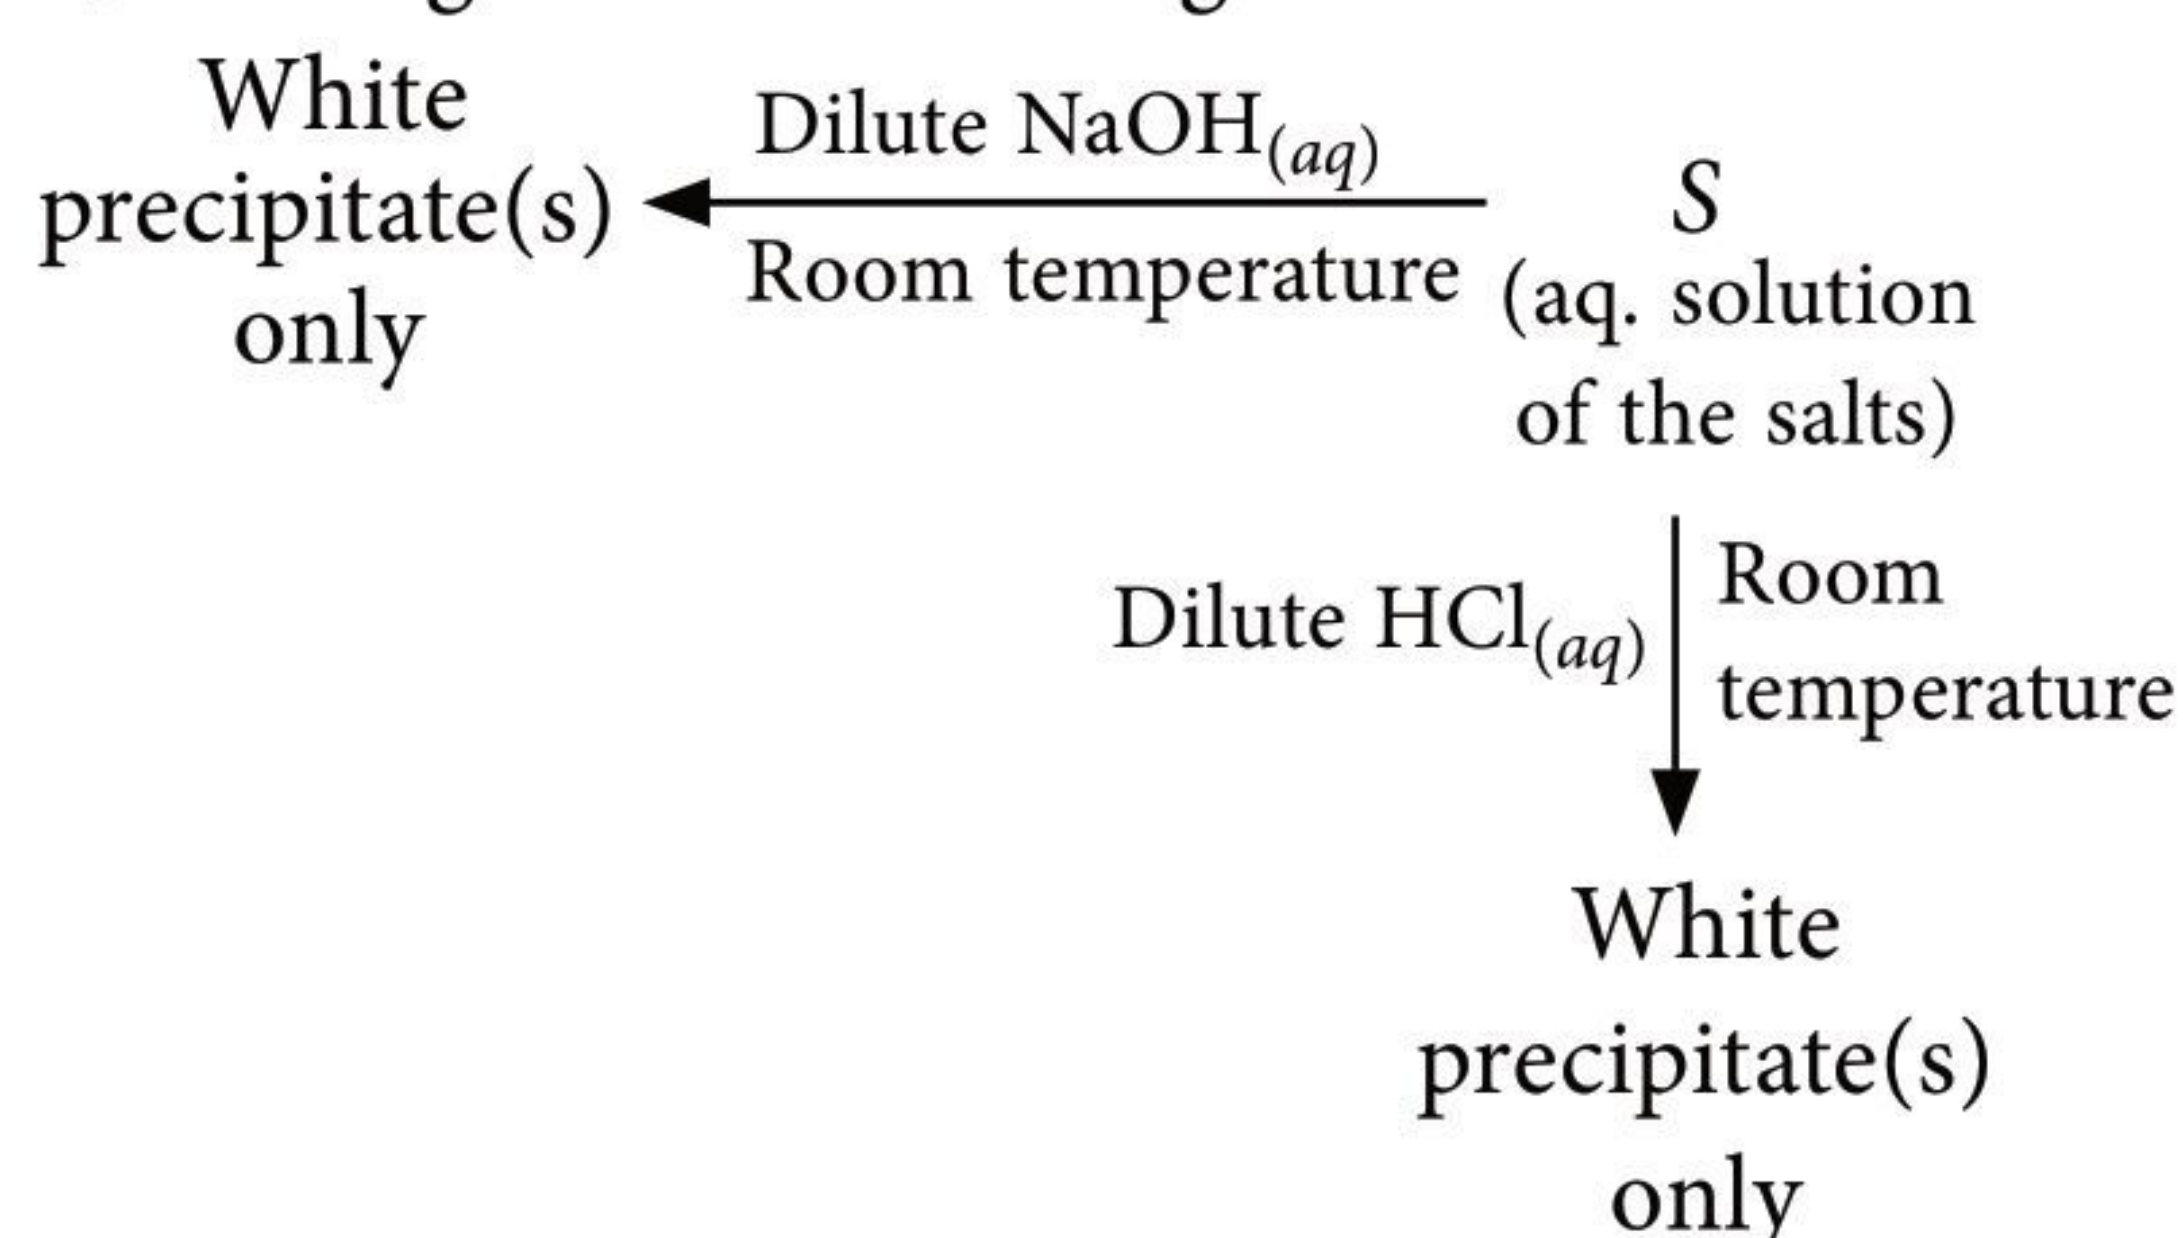 White
precipitate(s)
only
Dilute NaOH(aq)
Room temperature
S
(aq. solution
of the salts)
Dilute HCl(aq)
Room
temperature
White
precipitate(s)
only